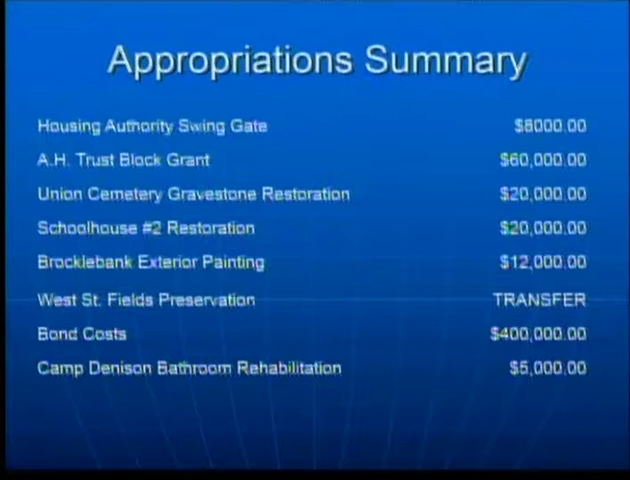 Appropriations Summary
Housing Authority Swing Gate $8000.00
A.H. Trust Block Grant $60,000.00
Union Cemetery Gravestone Restoration $20,000.00
Schoolhouse #2 Restoration $20,000.00
Brocklebank Exterior Painting $12,000.00
West St. Fields Preservation TRANSFER
Bond Costs $400,000.00
Camp Denison Bathroom Rehabilitation $5,000.00